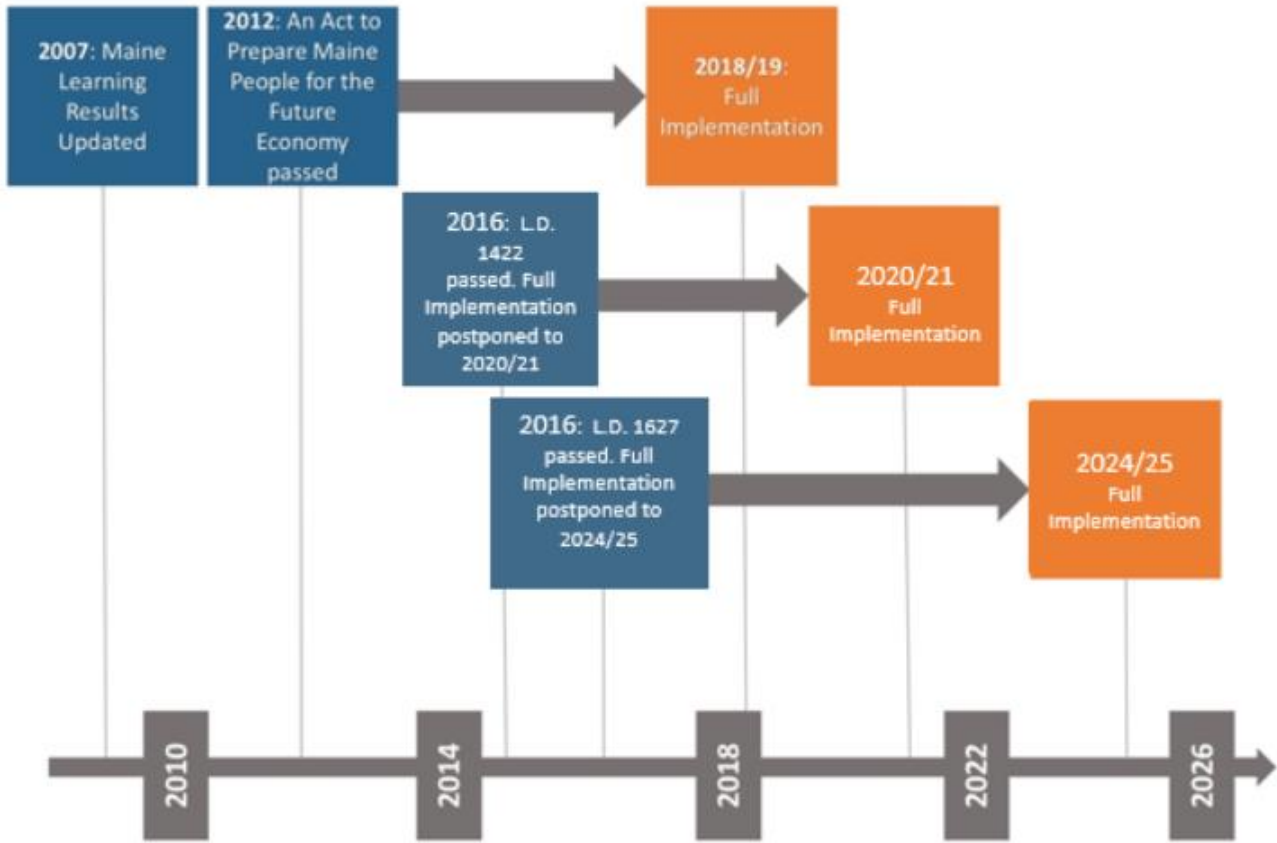 2007: Maine
Learning
Results
Updated
2012: An Act to
Prepare Maine
People for the
Future
Economy
passed
2018/19:
Full
Implementation
2016: L.D.
1422
passed. Full
Implementation
postponed to
2020/21
2020/21
Full
Implementation
2016: L.D. 1627
passed. Full
Implementation
postponed to
2024/25
2024/25
Full
Implementation
2010
2014
2018
2022
2026